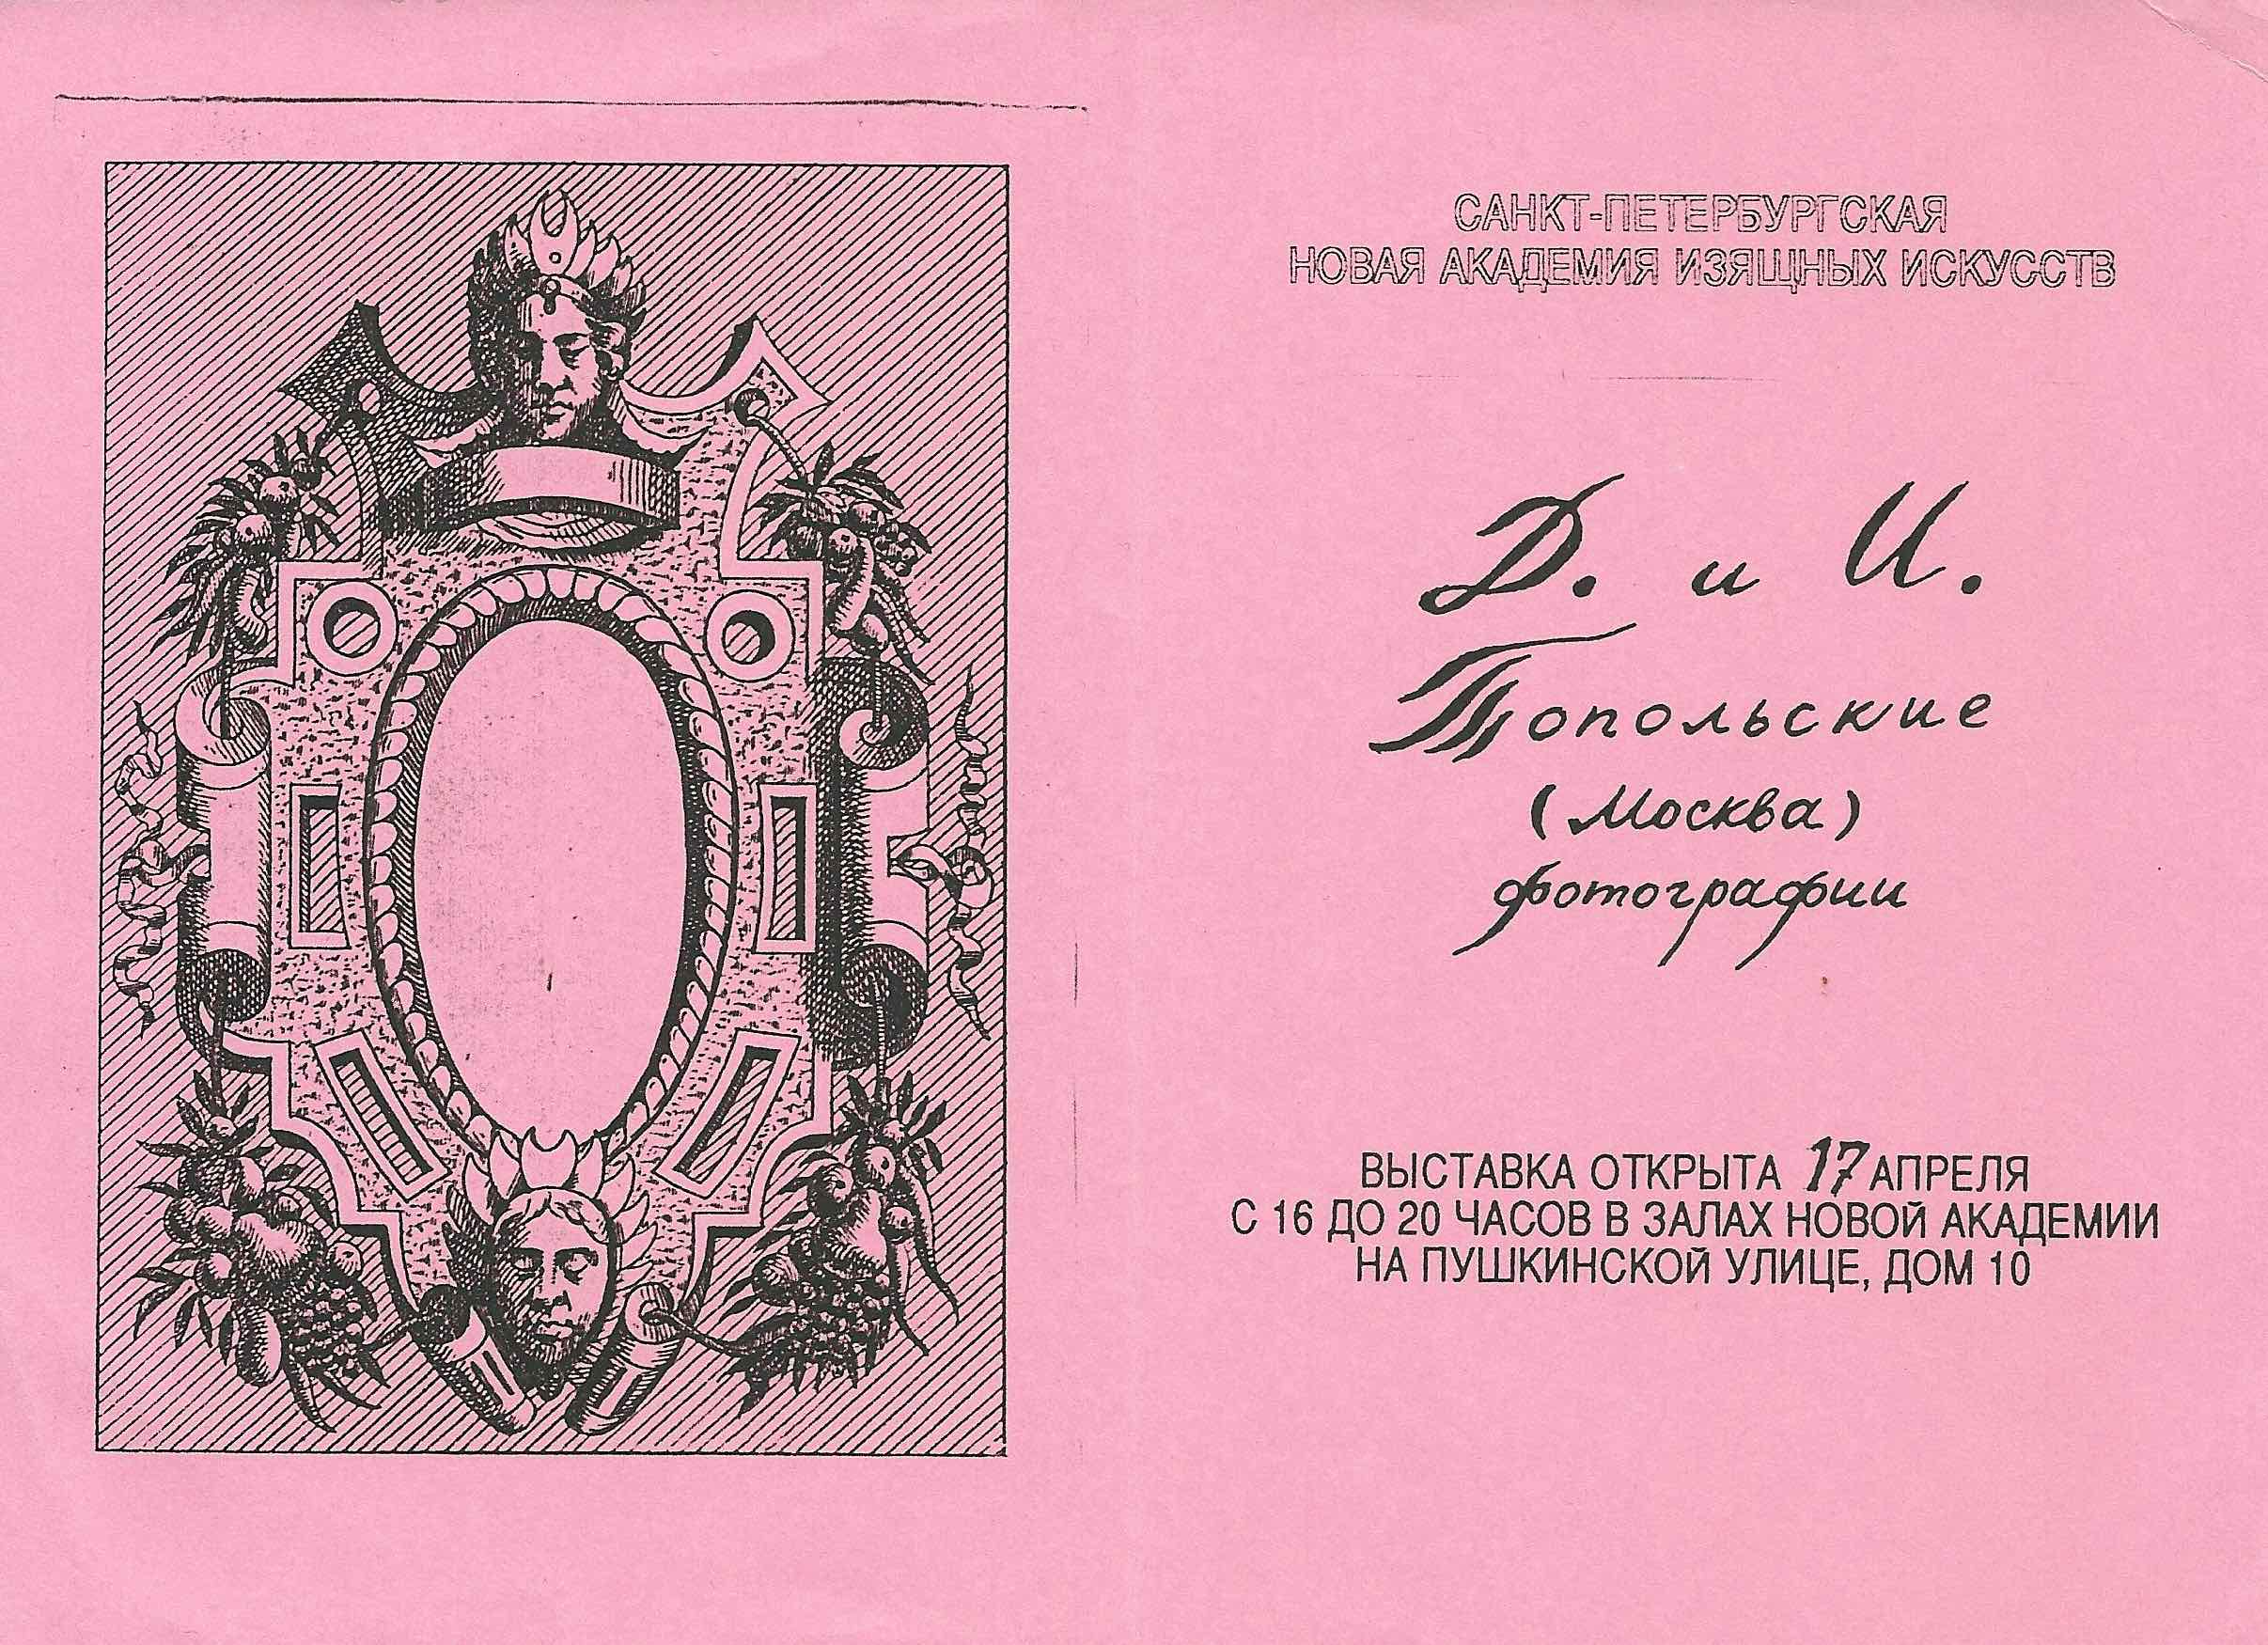 САНКТ-ПЕТЕРБУРГСКАЯ
НОВАЯ АКАДЕМИЯ ИЗЯЩНЫХ ИСКУССТВ
Д. и И.
Топольские
(Москва)
фотографии
ВЫСТАВКА ОТКРЫТА 17 АПРЕЛЯ
С 16 ДО 20 ЧАСОВ В ЗАЛАХ НОВОЙ АКАДЕМИИ
НА ПУШКИНСКОЙ УЛИЦЕ, ДОМ 10